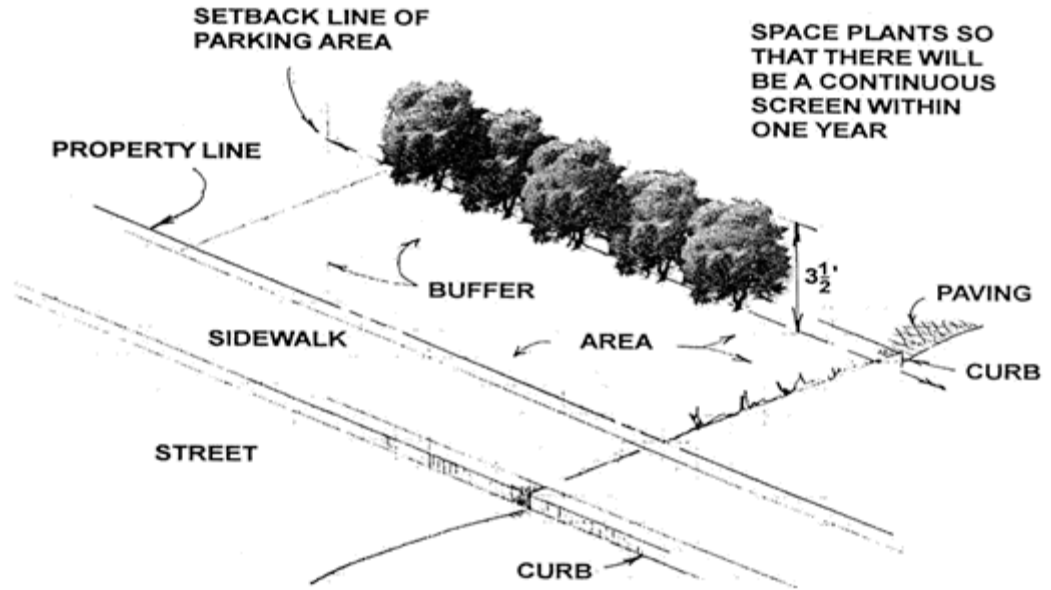 SETBACK LINE OF
PARKING AREA
SPACE PLANTS SO
THAT THERE WILL
BE A CONTINUOUS
SCREEN WITHIN
ONE YEAR
PROPERTY LINE
3½'
BUFFER
PAVING
SIDEWALK
AREA
CURB
STREET
CURB